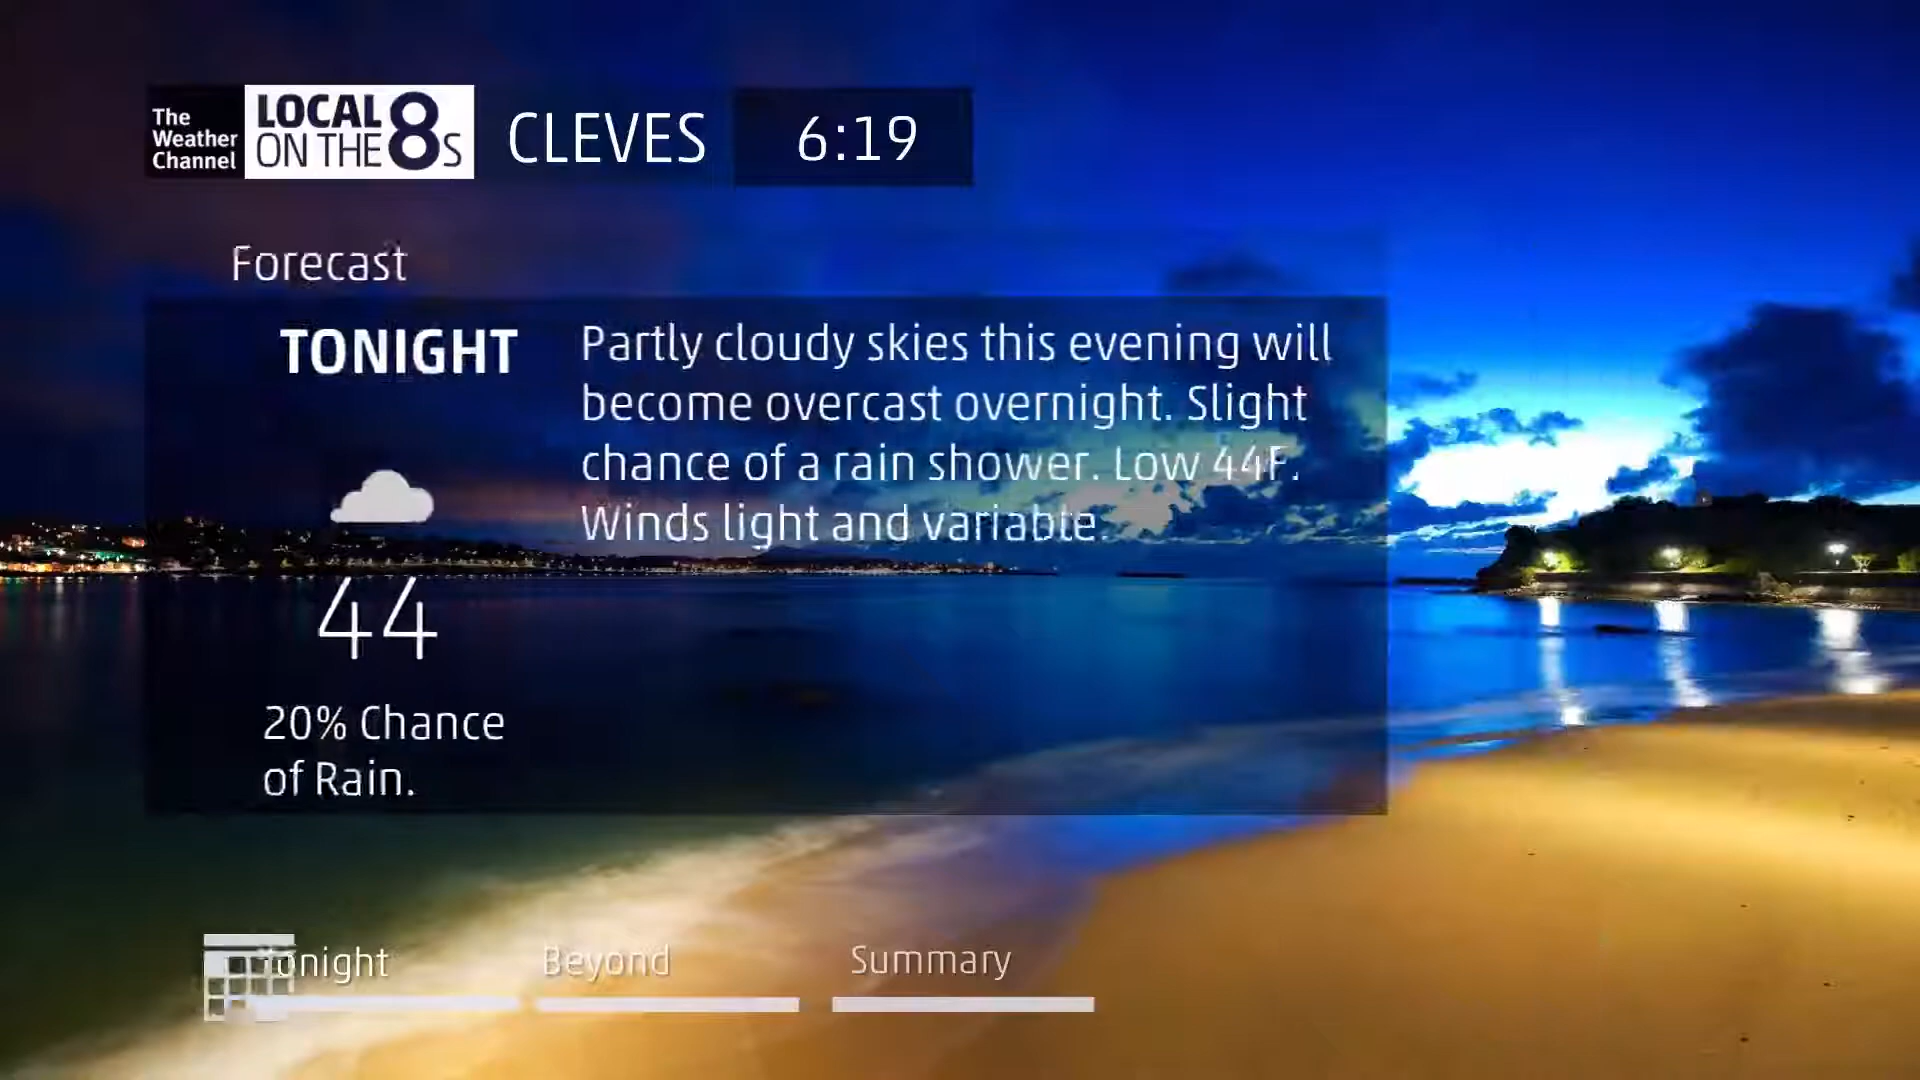 The
Weather
Channel
LOCAL
ON THE 8s
CLEVES
6:19
Forecast
TONIGHT
Partly cloudy skies this evening will
become overcast overnight. Slight
chance of a rain shower. Low 44F.
Winds light and variable.
44
20% Chance
of Rain.
Tonight
Beyond
Summary